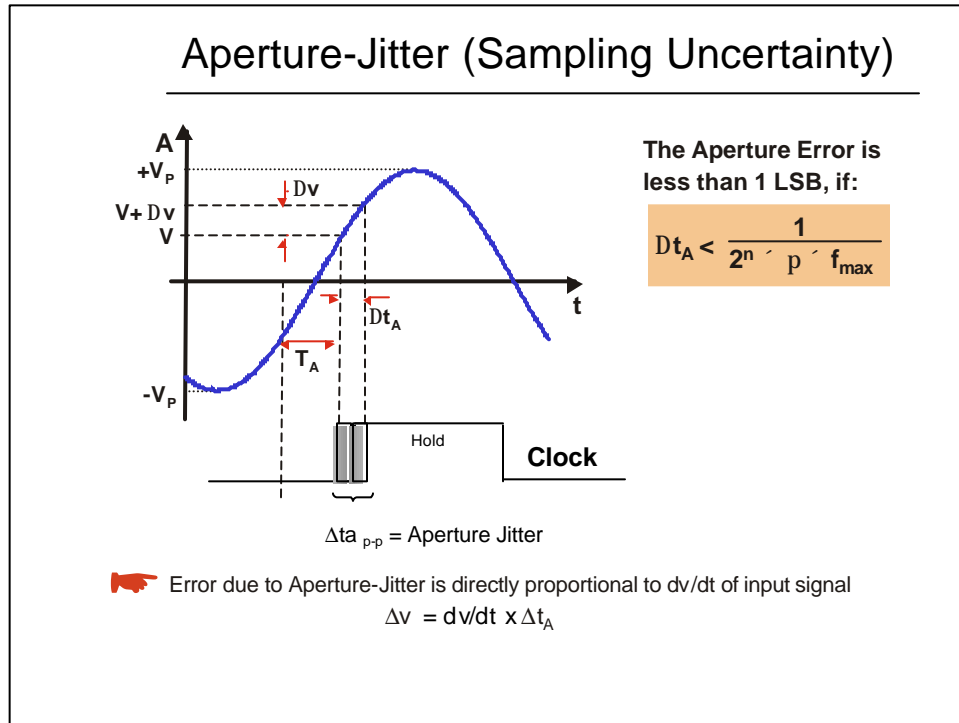 Aperture-Jitter (Sampling Uncertainty)
A
+VP
Dv
V+ Dv
V
t
DtA
TA
-VP
Hold
Clock
Δta p-p = Aperture Jitter
The Aperture Error is
less than 1 LSB, if:
DtA < 1
2n ´ p ´ fmax
Error due to Aperture-Jitter is directly proportional to dv/dt of input signal
Δv = dv/dt x ΔtA